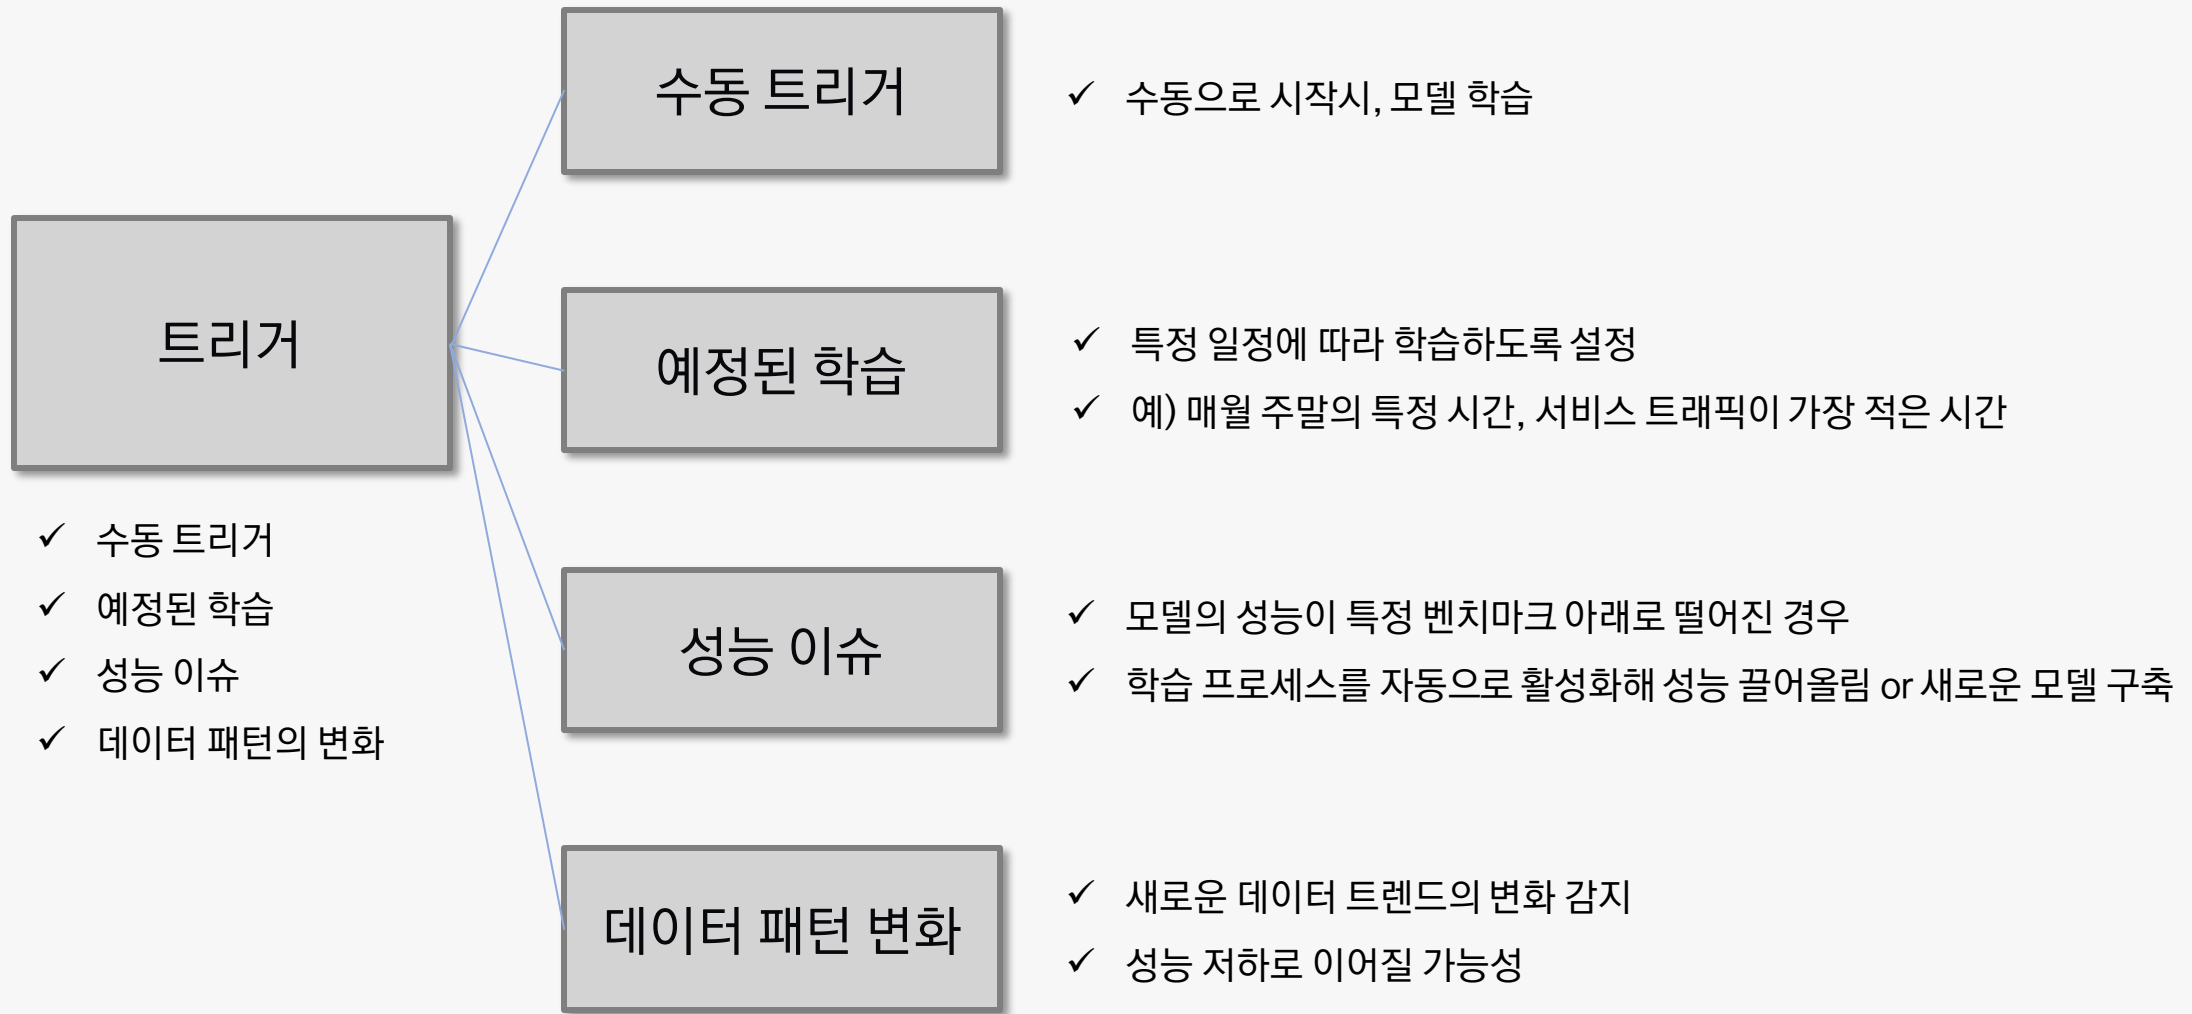 트리거
수동 트리거
예정된 학습
성능 이슈
데이터 패턴의 변화
수동 트리거
수동으로 시작시, 모델 학습
예정된 학습
특정 일정에 따라 학습하도록 설정
예) 매월 주말의 특정 시간, 서비스 트래픽이 가장 적은 시간
성능 이슈
모델의 성능이 특정 벤치마크 아래로 떨어진 경우
학습 프로세스를 자동으로 활성화해 성능 끌어올림 or 새로운 모델 구축
데이터 패턴 변화
새로운 데이터 트렌드의 변화 감지
성능 저하로 이어질 가능성